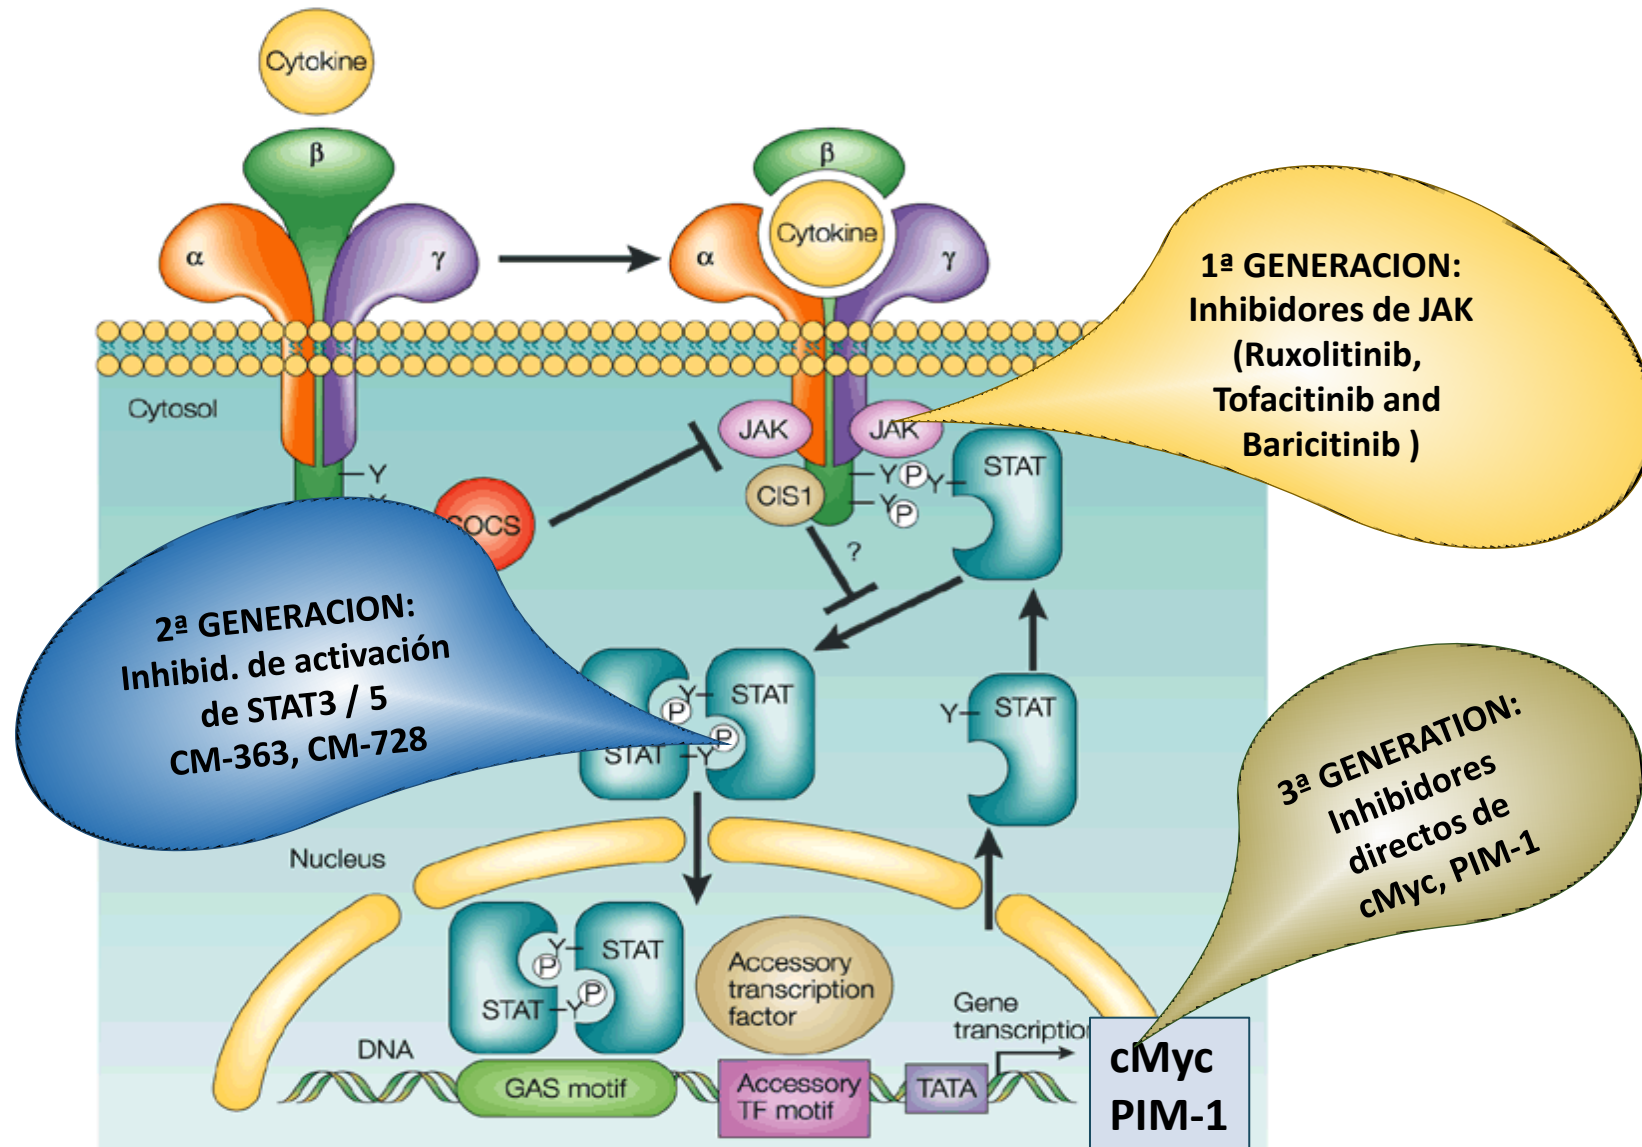 Cytokine
β
α
γ
β
Cytokine
α
γ
1ª GENERACION:
Inhibidores de JAK
(Ruxolitinib,
Tofacitinib and
Baricitinib )
Cytosol
JAK
JAK
Y
Y
P
Y
STAT
CIS1
Y
P
OCS
?
2ª GENERACION:
Inhibid. de activación
de STAT3 / 5
CM-363, CM-728
Y
P
STAT
P
STAT
Y
Y
STAT
3ª GENERATION:
Inhibidores
directos de
cMyc, PIM-1
Nucleus
Y
P
STAT
P
STAT
Y
Accessory
transcription
factor
Gene
transcription
DNA
GAS motif
Accessory
TF motif
TATA
cMyc
PIM-1